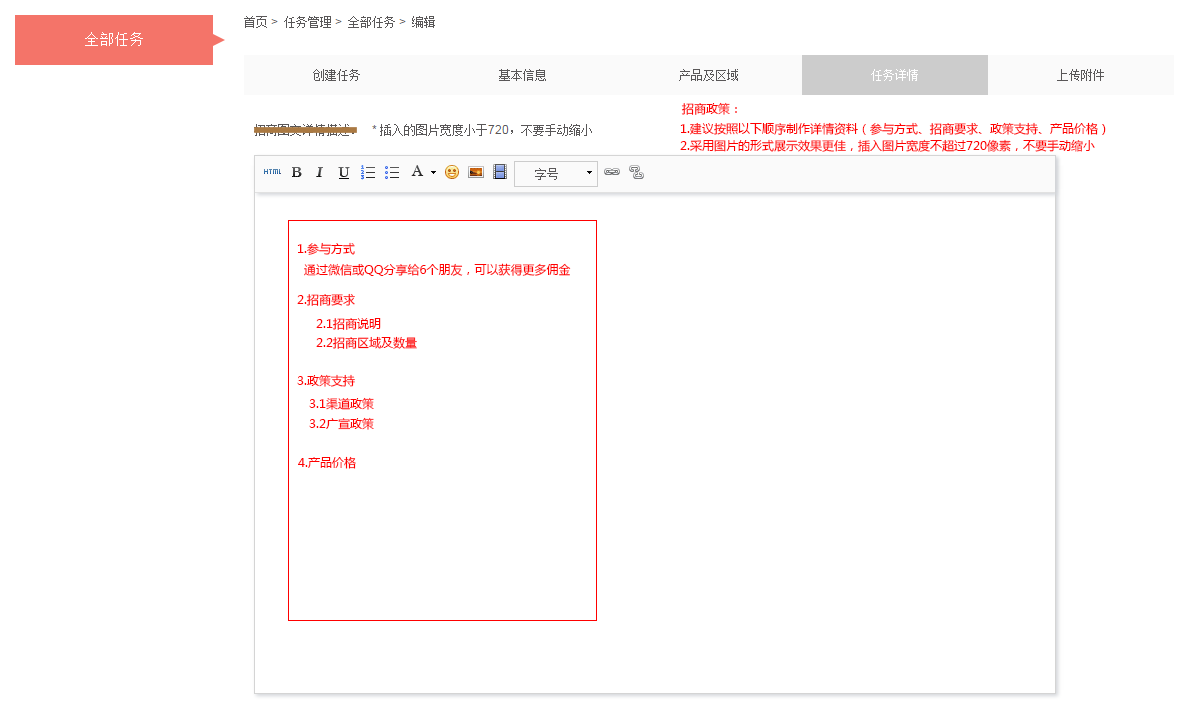 全部任务
首页 > 任务管理 > 全部任务 > 编辑
创建任务
基本信息
产品及区域
任务详情
上传附件
招商图文详情描述：
* 插入的图片宽度小于720，不要手动缩小
招商政策：
1.建议按照以下顺序制作详情资料（参与方式、招商要求、政策支持、产品价格）
2.采用图片的形式展示效果更佳，插入图片宽度不超过720像素，不要手动缩小
HTML B I U A 字号
1.参与方式
通过微信或QQ分享给6个朋友，可以获得更多佣金
2.招商要求
2.1招商说明
2.2招商区域及数量
3.政策支持
3.1渠道政策
3.2广宣政策
4.产品价格